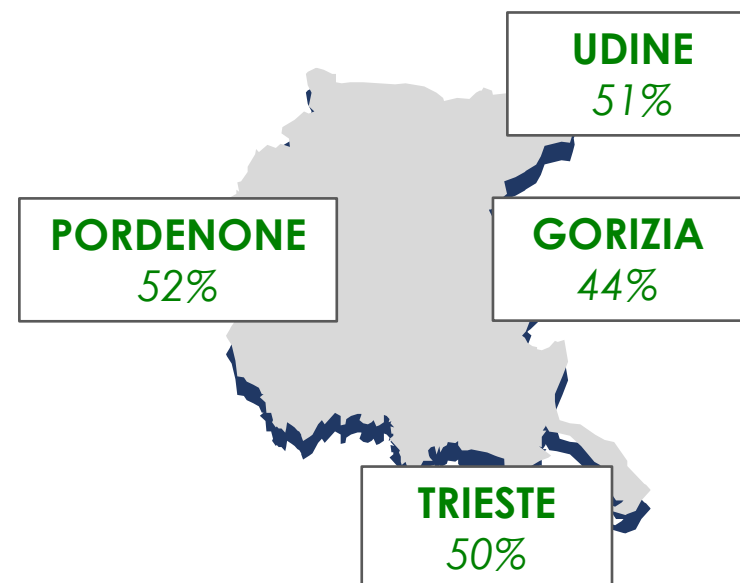 UDINE
51%
PORDENONE
52%
GORIZIA
44%
TRIESTE
50%